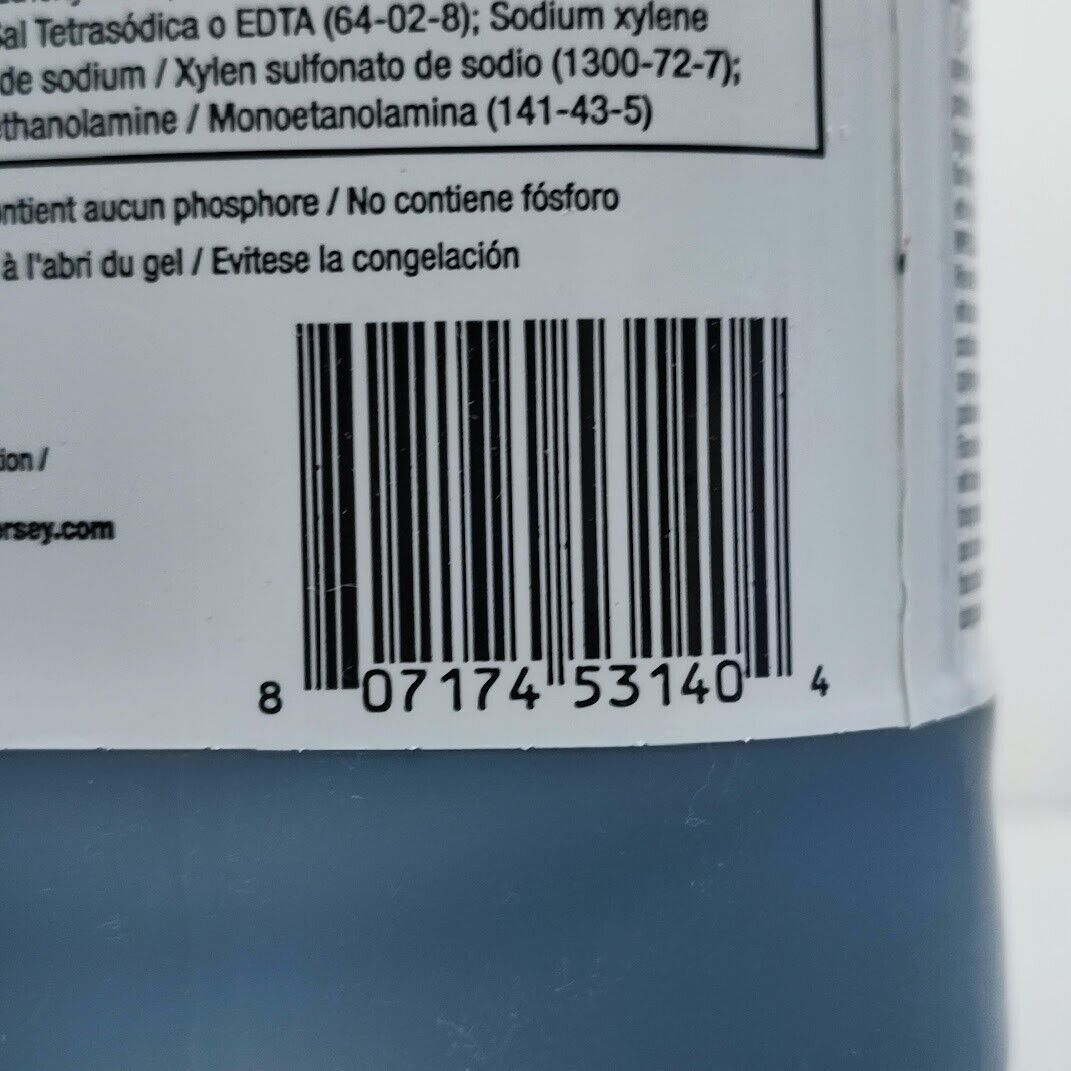 Sal Tetrasódica o EDTA (64-02-8); Sodium xylene
de sodium / Xylen sulfonato de sodio (1300-72-7);
ethanolamine / Monoetanolamina (141-43-5)
ontient aucun phosphore / No contiene fósforo
à l'abri du gel / Evitese la congelación
tion /
ersey.com
8 07174 53140 4